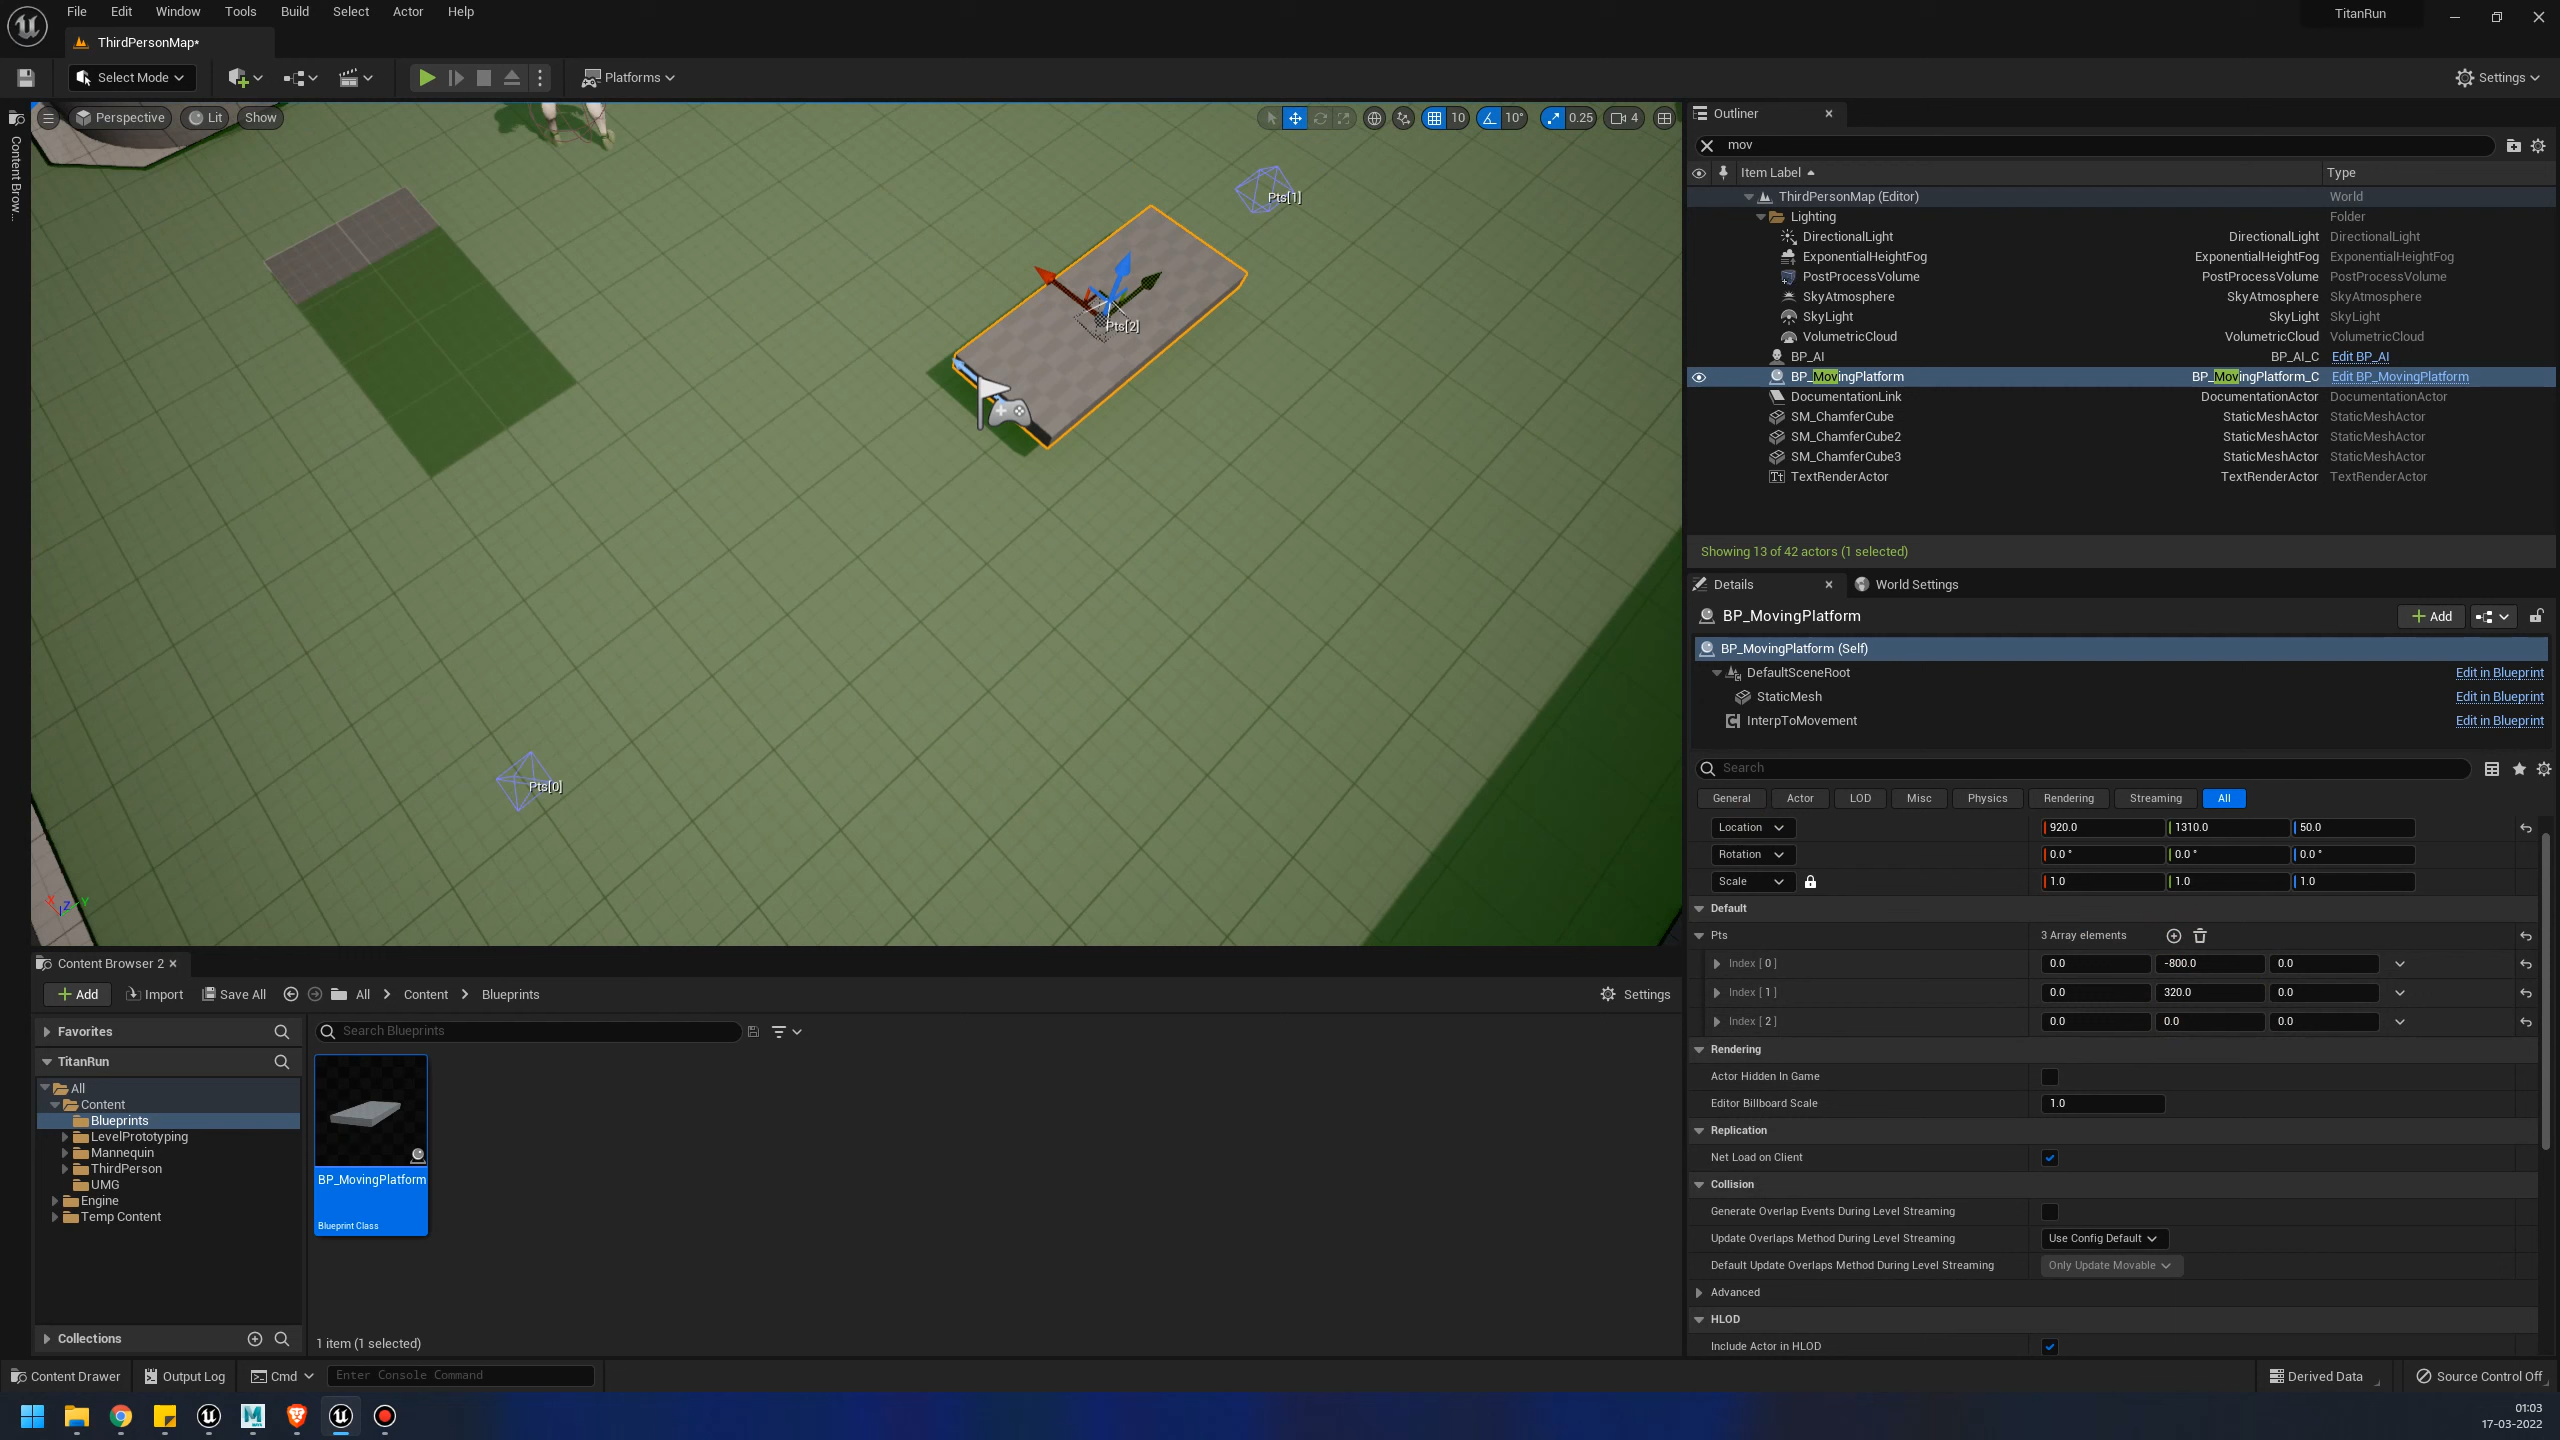 File Edit Window Tools Build Select Actor Help
TitanRun
ThirdPersonMap*
Select Mode
Platforms
Settings
Content Brow...
Perspective Lit Show
10 10° 0.25 4
Pts[1]
Pts[2]
Pts[0]
X Z Y
Outliner
mov
Item Label Type
ThirdPersonMap (Editor) World
Lighting Folder
DirectionalLight DirectionalLight DirectionalLight
ExponentialHeightFog ExponentialHeightFog ExponentialHeightFog
PostProcessVolume PostProcessVolume PostProcessVolume
SkyAtmosphere SkyAtmosphere SkyAtmosphere
SkyLight SkyLight SkyLight
VolumetricCloud VolumetricCloud VolumetricCloud
BP_AI BP_AI_C Edit BP_AI
BP_MovingPlatform BP_MovingPlatform_C Edit BP_MovingPlatform
DocumentationLink DocumentationActor DocumentationActor
SM_ChamferCube StaticMeshActor StaticMeshActor
SM_ChamferCube2 StaticMeshActor StaticMeshActor
SM_ChamferCube3 StaticMeshActor StaticMeshActor
TextRenderActor TextRenderActor TextRenderActor
Showing 13 of 42 actors (1 selected)
Details World Settings
BP_MovingPlatform
Add
BP_MovingPlatform (Self)
DefaultSceneRoot Edit in Blueprint
StaticMesh Edit in Blueprint
InterpToMovement Edit in Blueprint
Search
General Actor LOD Misc Physics Rendering Streaming All
Location 920.0 1310.0 50.0
Rotation 0.0 ° 0.0 ° 0.0 °
Scale 1.0 1.0 1.0
Default
Pts 3 Array elements
Index [ 0 ] 0.0 -800.0 0.0
Index [ 1 ] 0.0 320.0 0.0
Index [ 2 ] 0.0 0.0 0.0
Rendering
Actor Hidden In Game
Editor Billboard Scale 1.0
Replication
Net Load on Client
Collision
Generate Overlap Events During Level Streaming
Update Overlaps Method During Level Streaming Use Config Default
Default Update Overlaps Method During Level Streaming Only Update Movable
Advanced
HLOD
Include Actor in HLOD
Content Browser 2
Add Import Save All All Content Blueprints Settings
Favorites
Search Blueprints
TitanRun
All
Content
Blueprints
LevelPrototyping
Mannequin
ThirdPerson
UMG
Engine
Temp Content
BP_MovingPlatform
Blueprint Class
Collections
1 item (1 selected)
Content Drawer Output Log Cmd Enter Console Command Derived Data Source Control Off
01:03
17-03-2022